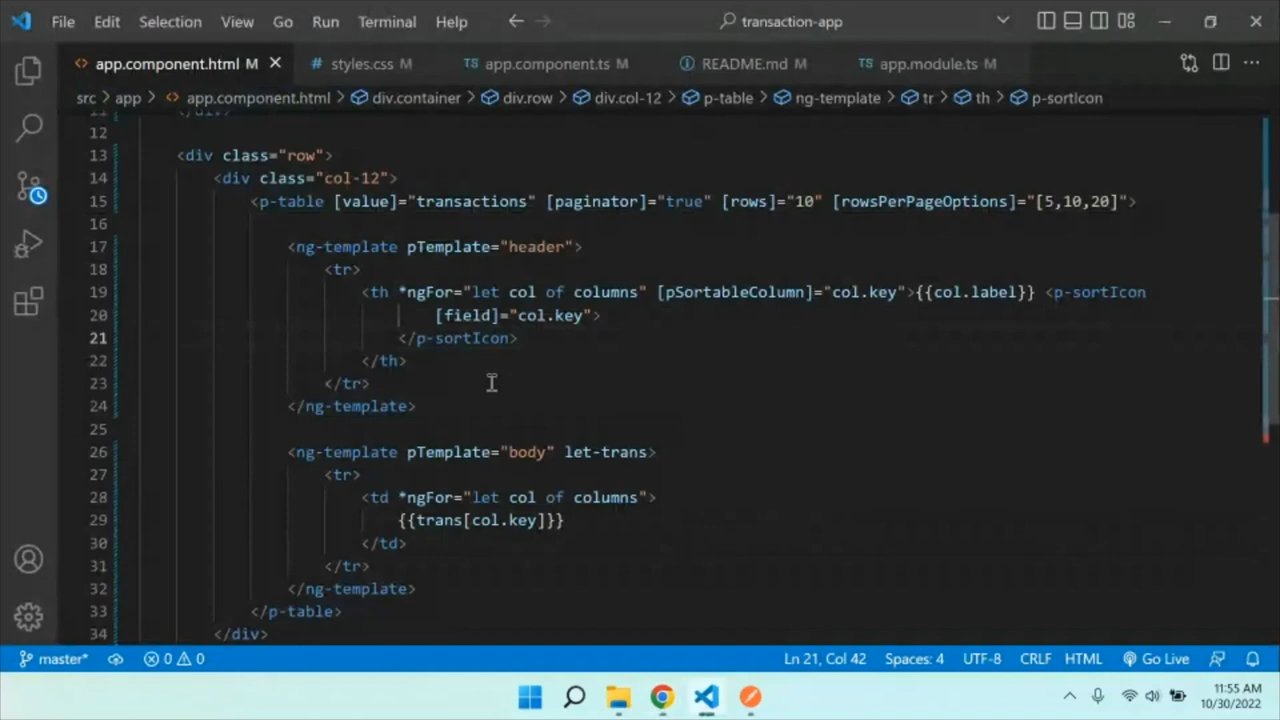 File Edit Selection View Go Run Terminal Help transaction-app
app.component.html M styles.css M TS app.component.ts M README.md M TS app.module.ts M
src > app > app.component.html > div.container > div.row > div.col-12 > p-table > ng-template > tr > th > p-sortIcon
11 </div>
12
13 <div class="row">
14 <div class="col-12">
15 <p-table [value]="transactions" [paginator]="true" [rows]="10" [rowsPerPageOptions]="[5,10,20]">
16
17 <ng-template pTemplate="header">
18 <tr>
19 <th *ngFor="let col of columns" [pSortableColumn]="col.key">{{col.label}} <p-sortIcon
20 [field]="col.key">
21 </p-sortIcon>
22 </th>
23 </tr>
24 </ng-template>
25
26 <ng-template pTemplate="body" let-trans>
27 <tr>
28 <td *ngFor="let col of columns">
29 {{trans[col.key]}}
30 </td>
31 </tr>
32 </ng-template>
33 </p-table>
34 </div>
master* 0 0 Ln 21, Col 42 Spaces: 4 UTF-8 CRLF HTML Go Live
11:55 AM
10/30/2022